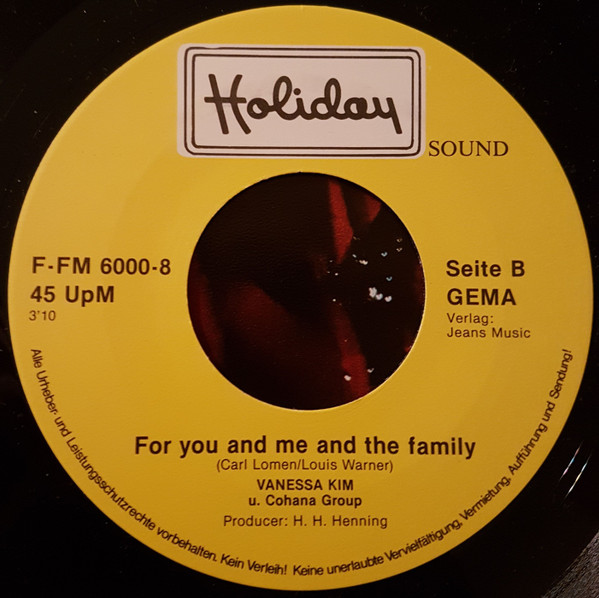 Holiday
SOUND
F-FM 6000-8
45 UpM
3'10
Seite B
GEMA
Verlag:
Jeans Music
For you and me and the family
(Carl Lomen/Louis Warner)
VANESSA KIM
u. Cohana Group
Producer: H. H. Henning
Alle Urheber- und Leistungsschutzrechte vorbehalten. Kein Verleih! Keine unerlaubte Vervielfältigung, Vermietung, Aufführung und Sendung!